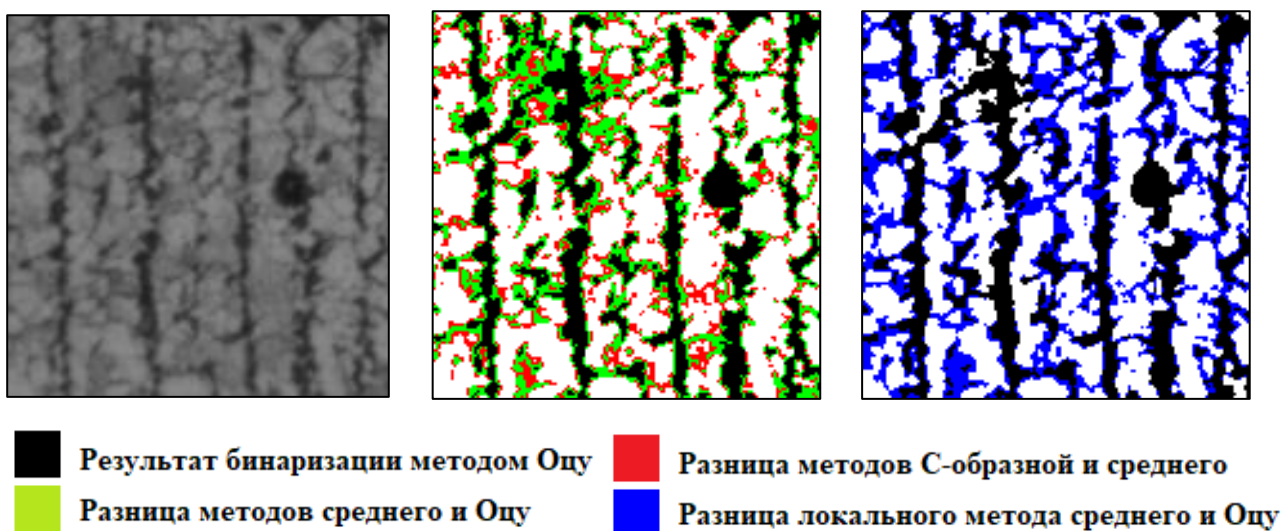 Результат бинаризации методом Оцу
Разница методов С-образной и среднего
Разница методов среднего и Оцу
Разница локального метода среднего и Оцу